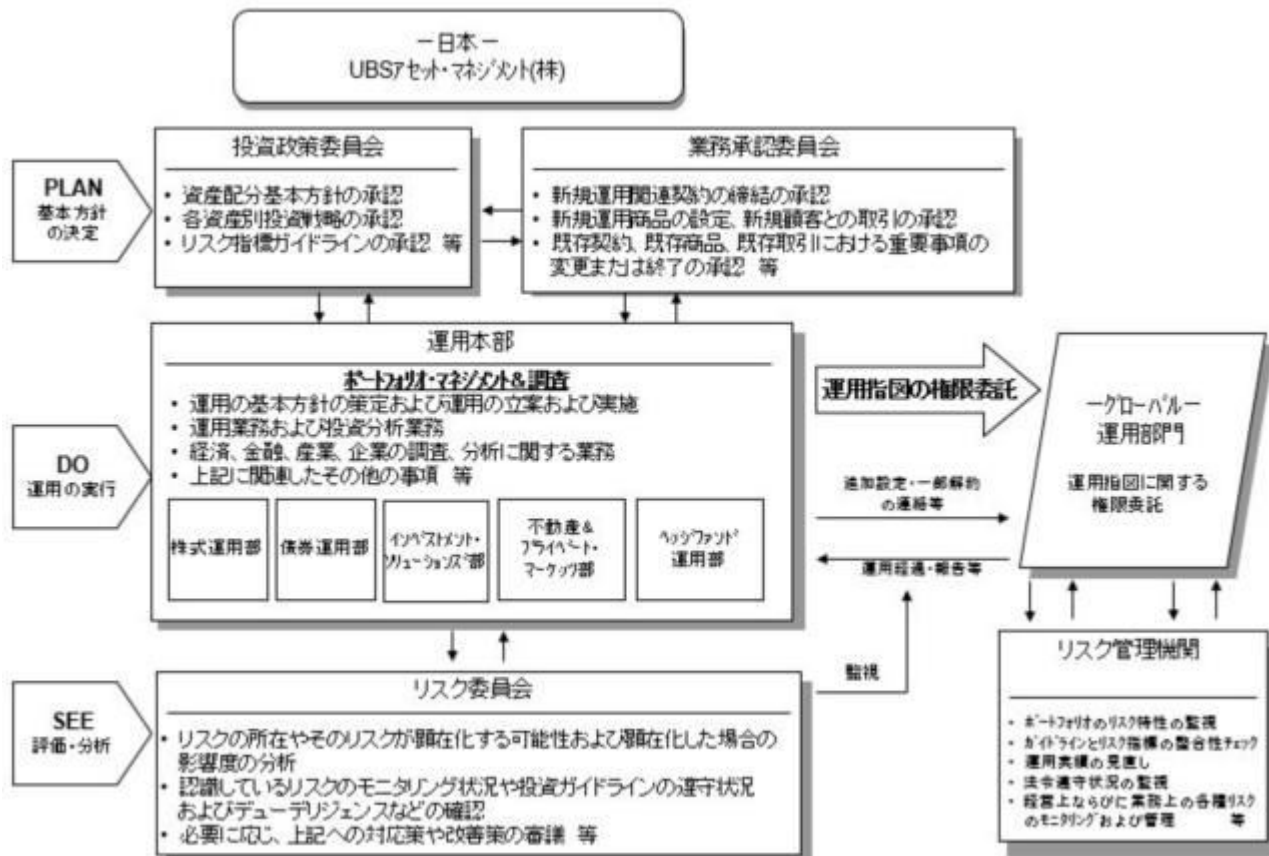 －日本－
UBSアセット・マネジメント(株)
PLAN
基本方針
の決定
投資政策委員会
・ 資産配分基本方針の承認
・ 各資産別投資戦略の承認
・ リスク指標ガイドラインの承認 等
業務承認委員会
・ 新規運用関連契約の締結の承認
・ 新規運用商品の設定、新規顧客との取引の承認
・ 既存契約、既存商品、既存取引における重要事項の
変更または終了の承認 等
DO
運用の実行
運用本部
ポートフォリオ・マネジメント&調査
・ 運用の基本方針の策定および運用の立案および実施
・ 運用業務および投資分析業務
・ 経済、金融、産業、企業の調査、分析に関する業務
・ 上記に関連したその他の事項 等
株式運用部
債券運用部
インベストメント・
ソリューションズ部
不動産&
プライベート・
マーケッツ部
ヘッジファンド
運用部
運用指図の権限委託
追加設定・一部解約
の連絡等
運用経過・報告等
監視
－グローバル－
運用部門
運用指図に関する
権限委託
SEE
評価・分析
リスク委員会
・ リスクの所在やそのリスクが顕在化する可能性および顕在化した場合の
影響度の分析
・ 認識しているリスクのモニタリング状況や投資ガイドラインの遵守状況
およびデューデリジェンスなどの確認
・ 必要に応じ、上記への対応策や改善策の審議 等
リスク管理機関
・ ポートフォリオのリスク特性の監視
・ ガイドラインとリスク指標の整合性チェック
・ 運用実績の見直し
・ 法令遵守状況の監視
・ 経営上ならびに業務上の各種リスク
のモニタリングおよび管理 等